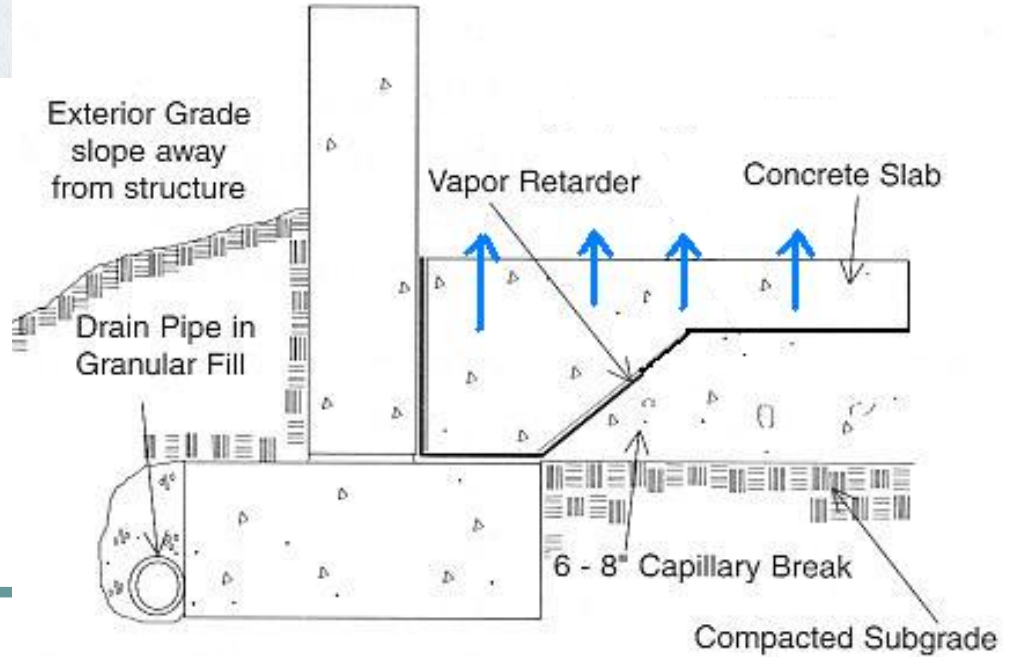 Exterior Grade
slope away
from structure
Vapor Retarder
Concrete Slab
Drain Pipe in
Granular Fill
6 - 8" Capillary Break
Compacted Subgrade